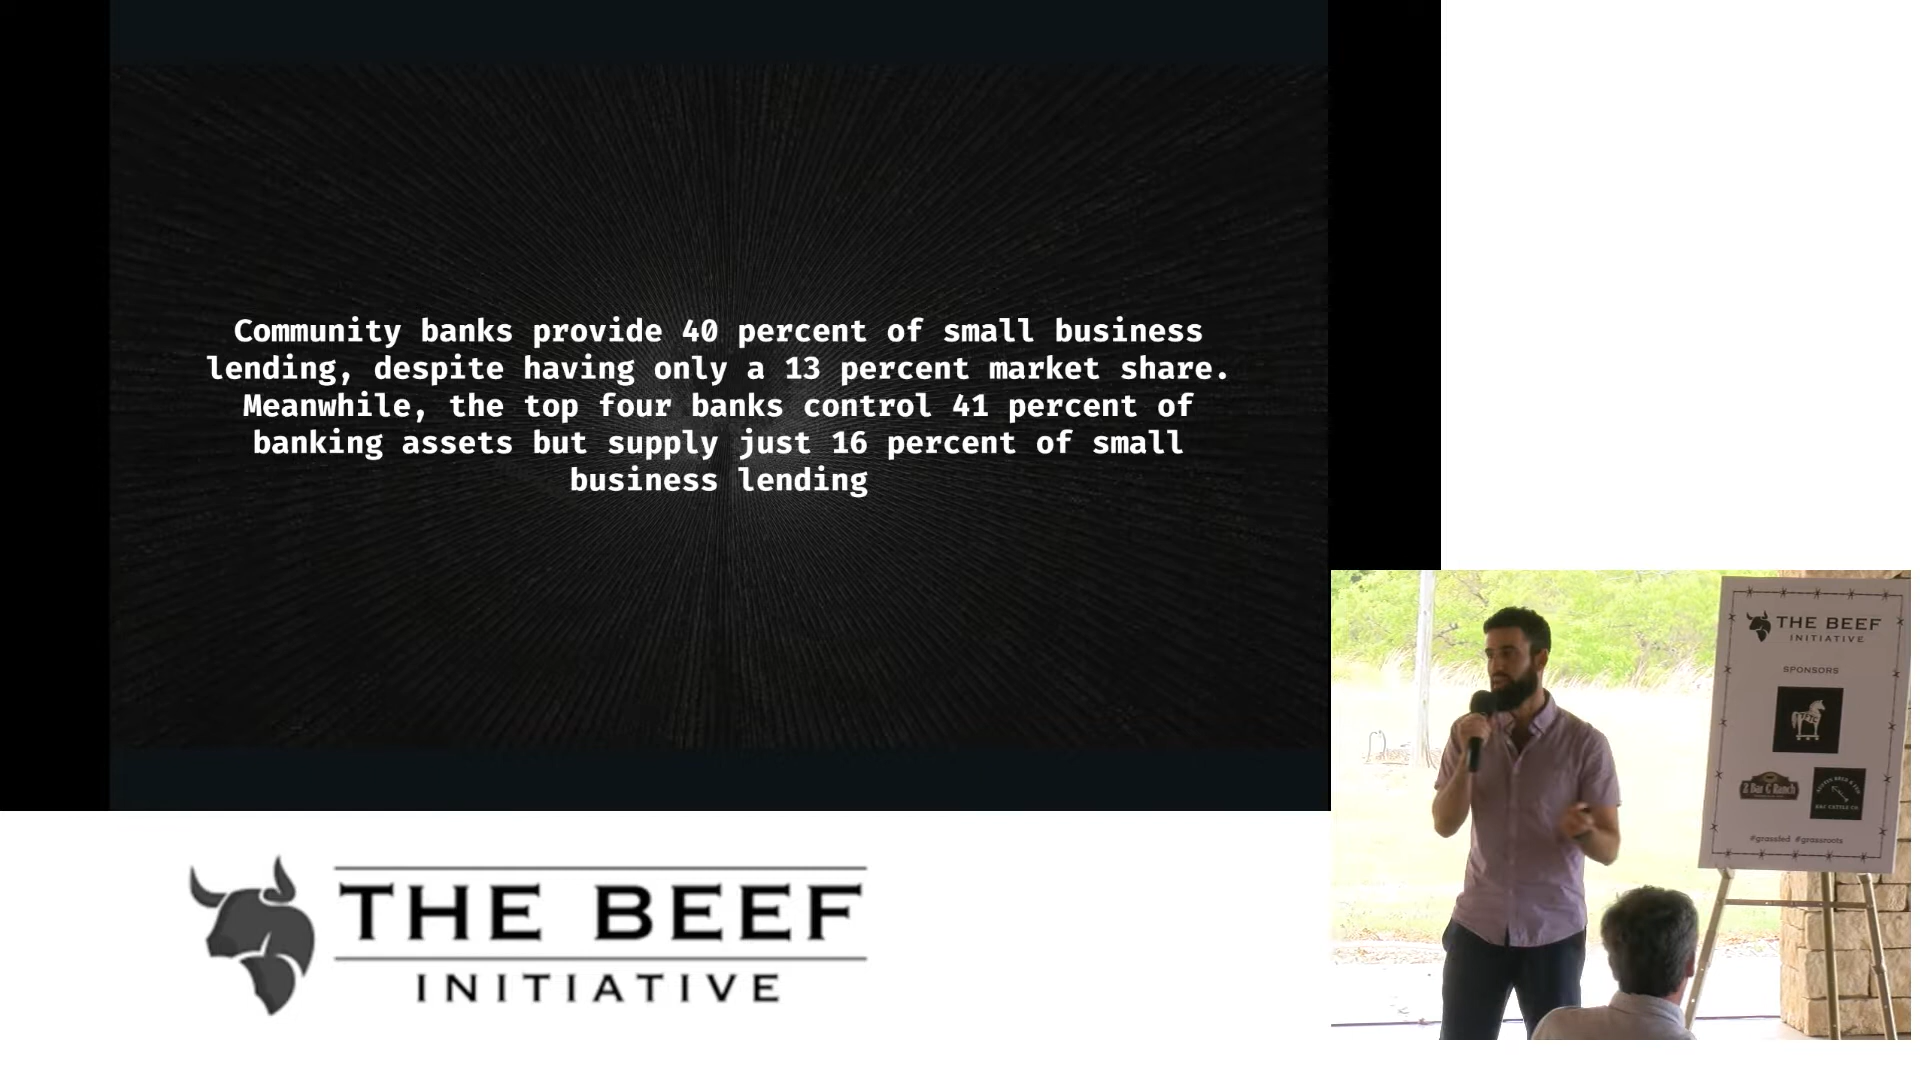 Community banks provide 40 percent of small business
lending, despite having only a 13 percent market share.
Meanwhile, the top four banks control 41 percent of
banking assets but supply just 16 percent of small
business lending
THE BEEF
INITIATIVE
THE BEEF
INITIATIVE
SPONSORS
Z Bar C Ranch
#grassfed #grassroots